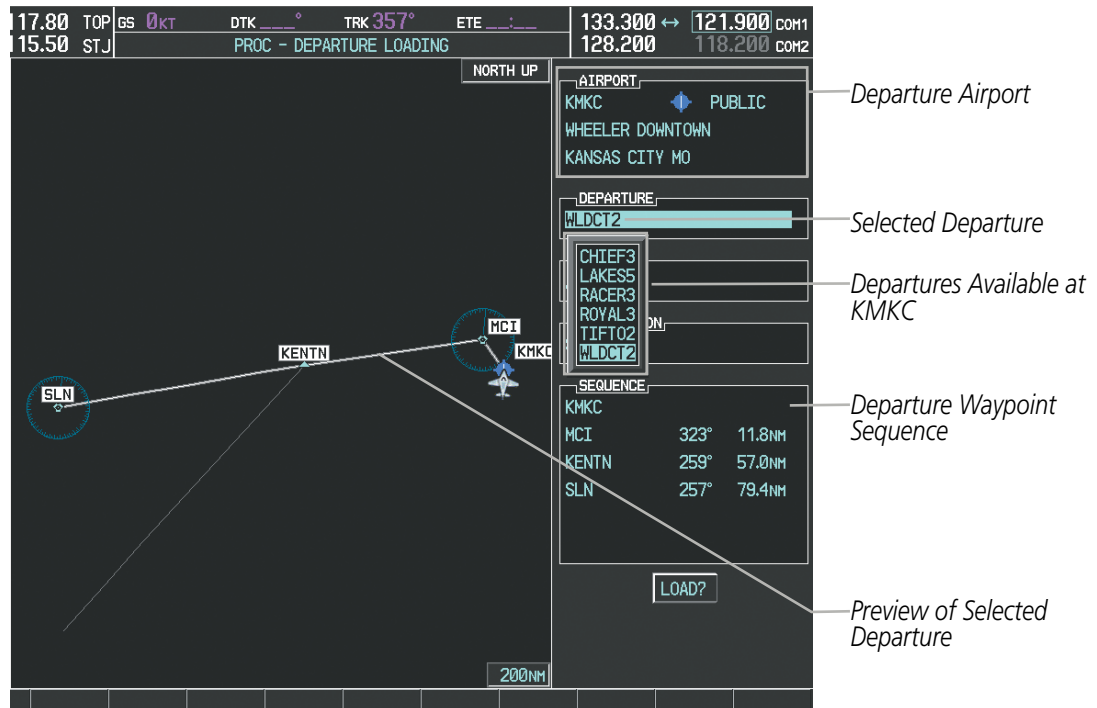 117.80 TOP GS 0KT DTK ___° TRK 357° ETE __:__ 133.300 ↔ 121.900 COM1
115.50 STJ PROC - DEPARTURE LOADING 128.200 118.200 COM2
NORTH UP
AIRPORT
KMKC PUBLIC
WHEELER DOWNTOWN
KANSAS CITY MO
Departure Airport
DEPARTURE
WLDCT2
Selected Departure
CHIEF3
LAKES5
RACER3
ROYAL3
TIFTO2
WLDCT2
ON
Departures Available at
KMKC
MCI
KMKC
KENTN
SLN
SEQUENCE
KMKC
MCI 323° 11.8NM
KENTN 259° 57.0NM
SLN 257° 79.4NM
Departure Waypoint
Sequence
LOAD?
Preview of Selected
Departure
200NM